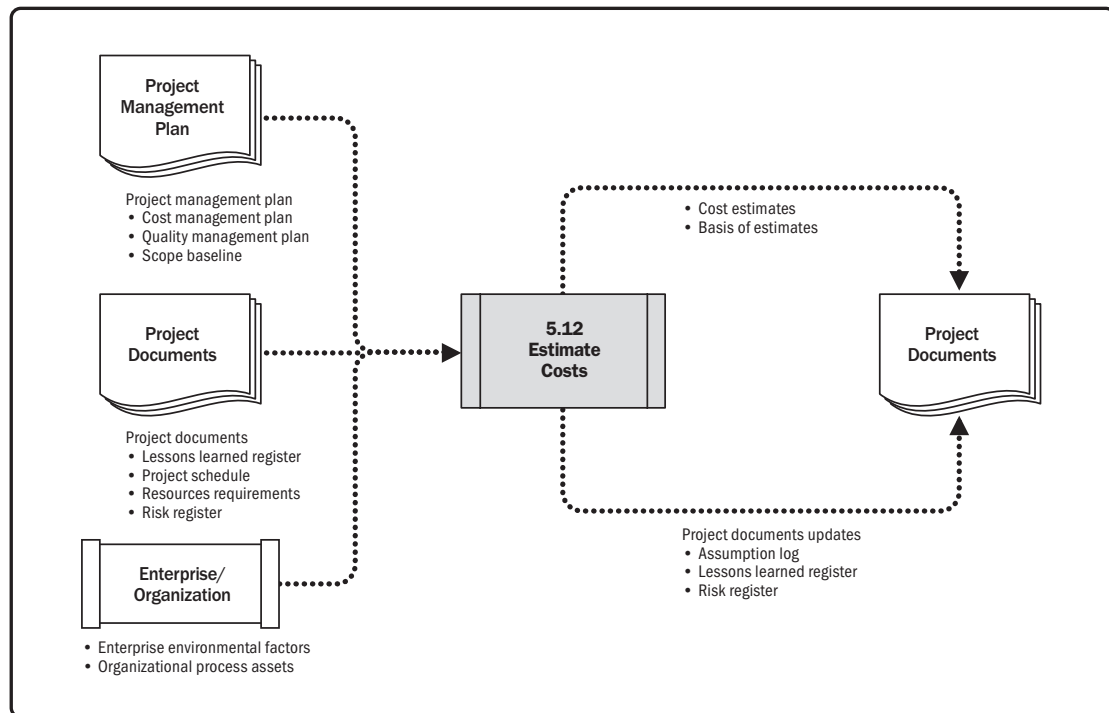 Project
Management
Plan
Project management plan
• Cost management plan
• Quality management plan
• Scope baseline
Project
Documents
Project documents
• Lessons learned register
• Project schedule
• Resources requirements
• Risk register
Enterprise/
Organization
• Enterprise environmental factors
• Organizational process assets
5.12
Estimate
Costs
• Cost estimates
• Basis of estimates
Project
Documents
Project documents updates
• Assumption log
• Lessons learned register
• Risk register